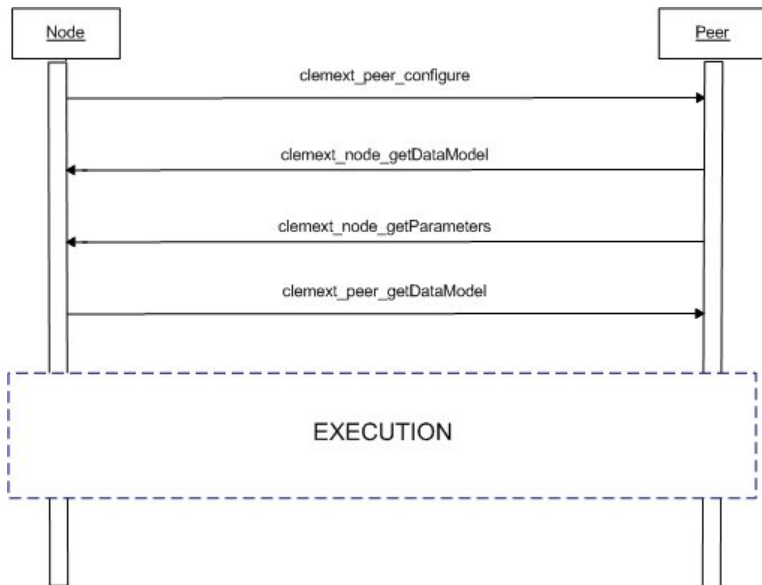 Node
Peer
clemext_peer_configure
clemext_node_getDataModel
clemext_node_getParameters
clemext_peer_getDataModel
EXECUTION